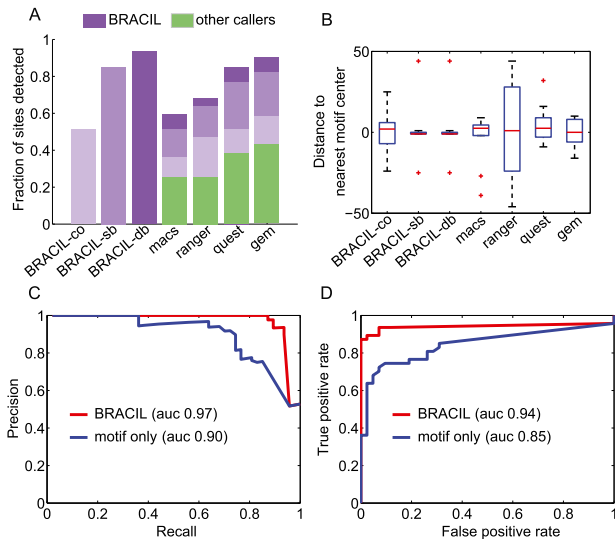 A
BRACIL
other callers
Fraction of sites detected
1
0.8
0.6
0.4
0.2
0
BRACIL-co
BRACIL-sb
BRACIL-db
macs
ranger
quest
gem
B
Distance to
nearest motif center
50
0
−50
BRACIL-co
BRACIL-sb
BRACIL-db
macs
ranger
quest
gem
C
Precision
1
0.8
0.6
0.4
0.2
0
BRACIL (auc 0.97)
motif only (auc 0.90)
0
0.2
0.4
0.6
0.8
1
Recall
D
True positive rate
1
0.8
0.6
0.4
0.2
0
BRACIL (auc 0.94)
motif only (auc 0.85)
0
0.2
0.4
0.6
0.8
1
False positive rate